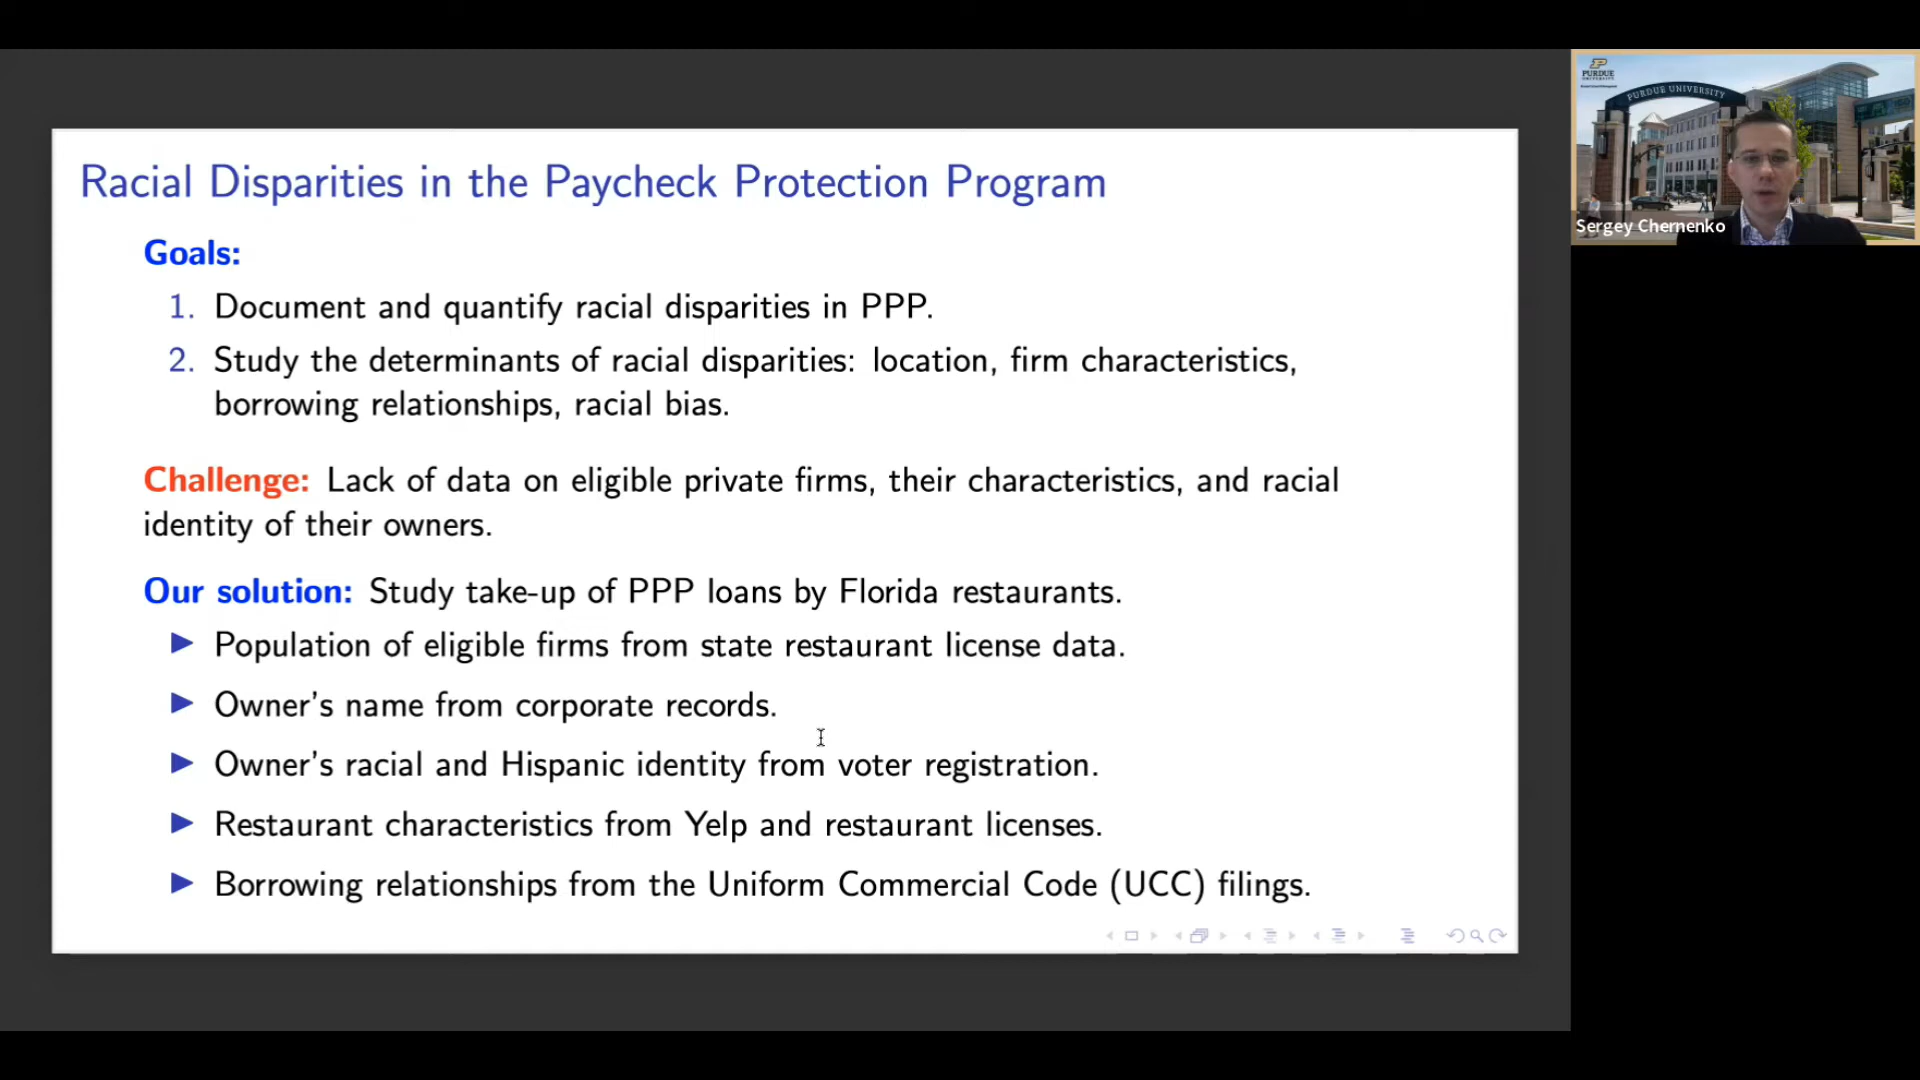 Racial Disparities in the Paycheck Protection Program
Goals:
1. Document and quantify racial disparities in PPP.
2. Study the determinants of racial disparities: location, firm characteristics,
borrowing relationships, racial bias.
Challenge: Lack of data on eligible private firms, their characteristics, and racial
identity of their owners.
Our solution: Study take-up of PPP loans by Florida restaurants.
▶ Population of eligible firms from state restaurant license data.
▶ Owner's name from corporate records.
▶ Owner's racial and Hispanic identity from voter registration.
▶ Restaurant characteristics from Yelp and restaurant licenses.
▶ Borrowing relationships from the Uniform Commercial Code (UCC) filings.
PURDUE
PURDUE UNIVERSITY
Sergey Chernenko